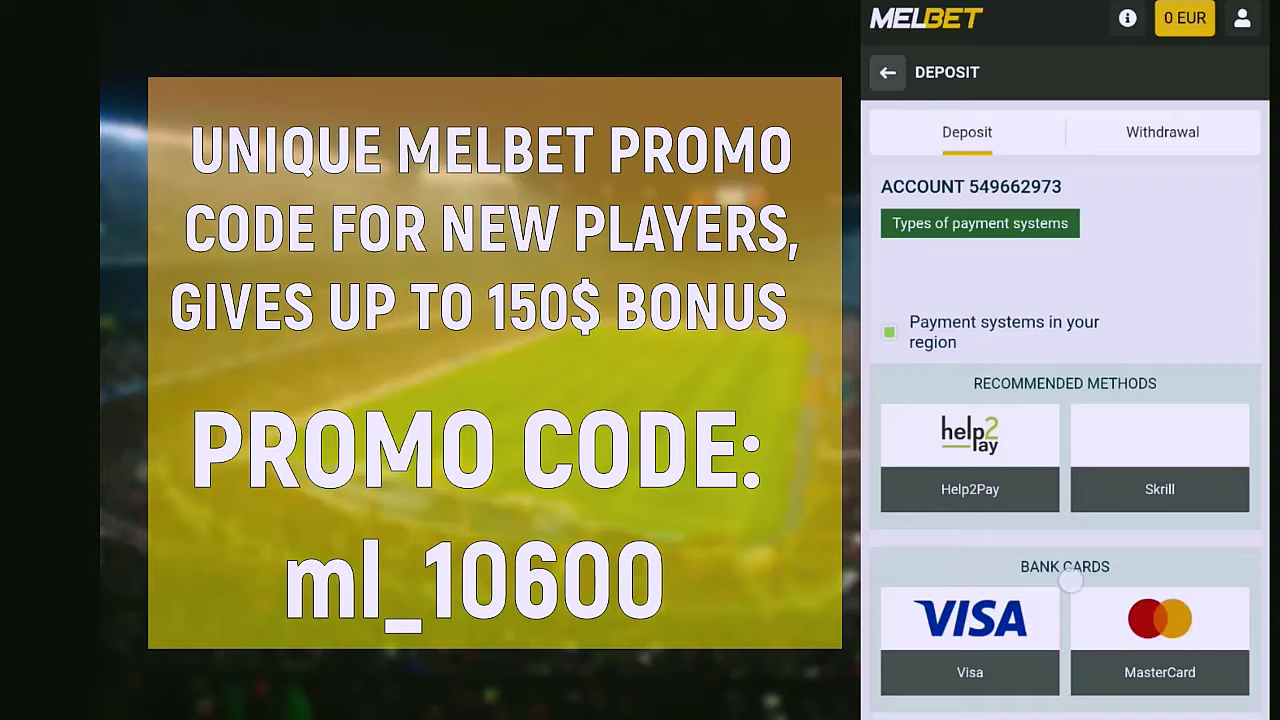 UNIQUE MELBET PROMO
CODE FOR NEW PLAYERS,
GIVES UP TO 150$ BONUS
PROMO CODE:
ml_10600
MELBET
0 EUR
DEPOSIT
Deposit
Withdrawal
ACCOUNT 549662973
Types of payment systems
Payment systems in your
region
RECOMMENDED METHODS
help2
pay
Help2Pay
Skrill
BANK CARDS
VISA
Visa
MasterCard